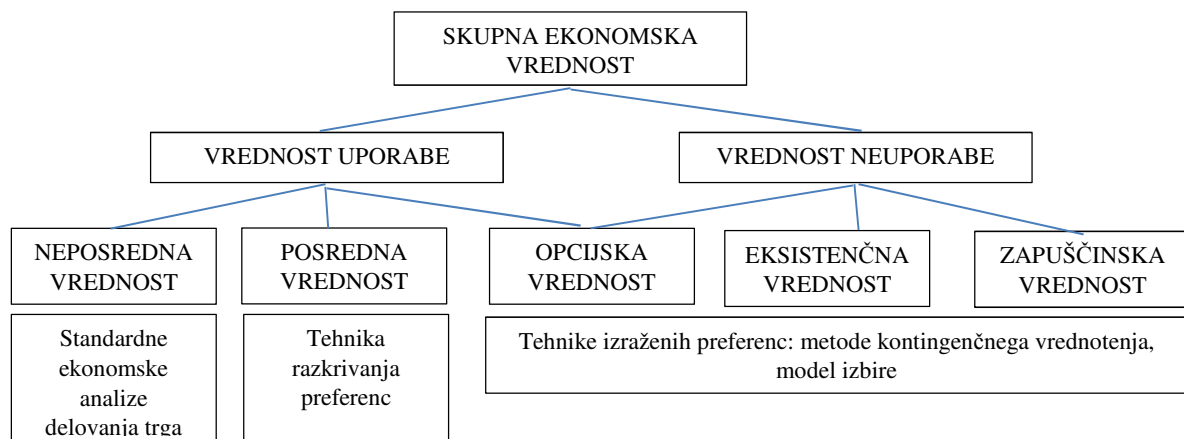 SKUPNA EKONOMSKA
VREDNOST
VREDNOST UPORABE
VREDNOST NEUPORABE
NEPOSREDNA
VREDNOST
POSREDNA
VREDNOST
OPCIJSKA
VREDNOST
EKSISTENČNA
VREDNOST
ZAPUŠČINSKA
VREDNOST
Standardne
ekonomske
analize
delovanja trga
Tehnika
razkrivanja
preferenc
Tehnike izraženih preferenc: metode kontingenčnega vrednotenja,
model izbire